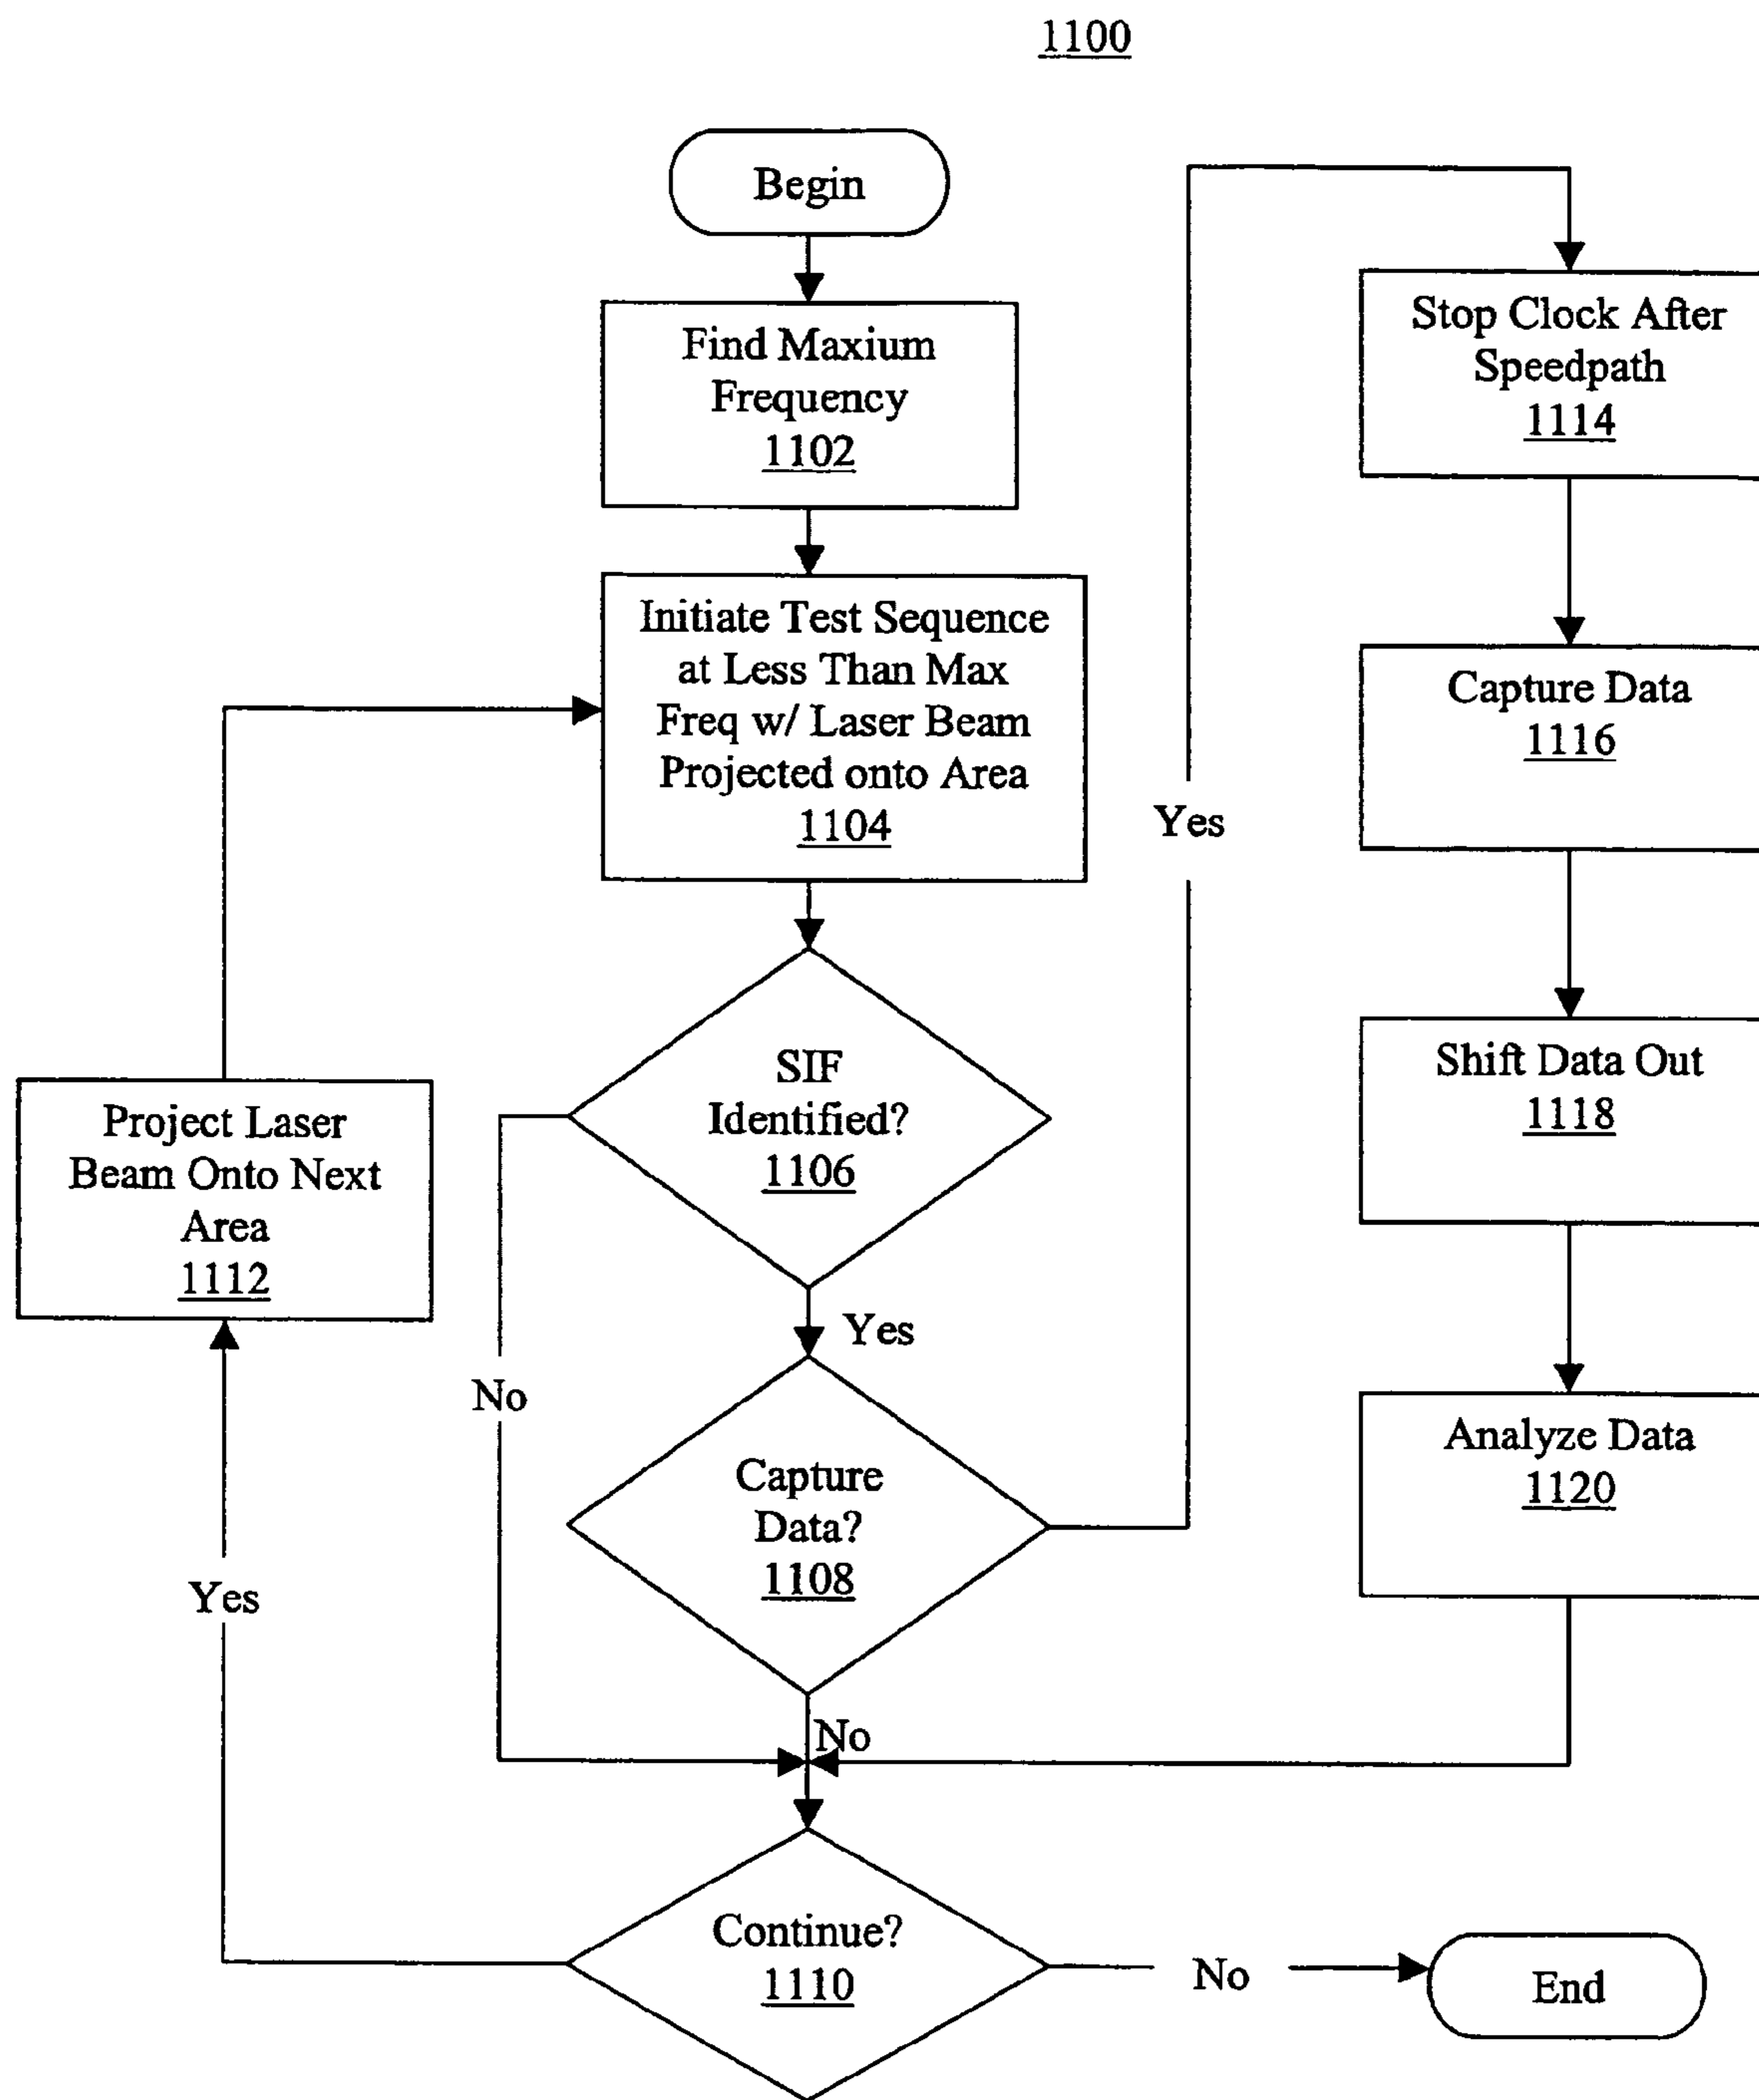 1100
Begin
Find Maxium
Frequency
1102
Initiate Test Sequence
at Less Than Max
Freq w/ Laser Beam
Projected onto Area
1104
SIF
Identified?
1106
Yes
No
Capture
Data?
1108
Yes
No
Stop Clock After
Speedpath
1114
Capture Data
1116
Shift Data Out
1118
Analyze Data
1120
Continue?
1110
Yes
Project Laser
Beam Onto Next
Area
1112
No
End